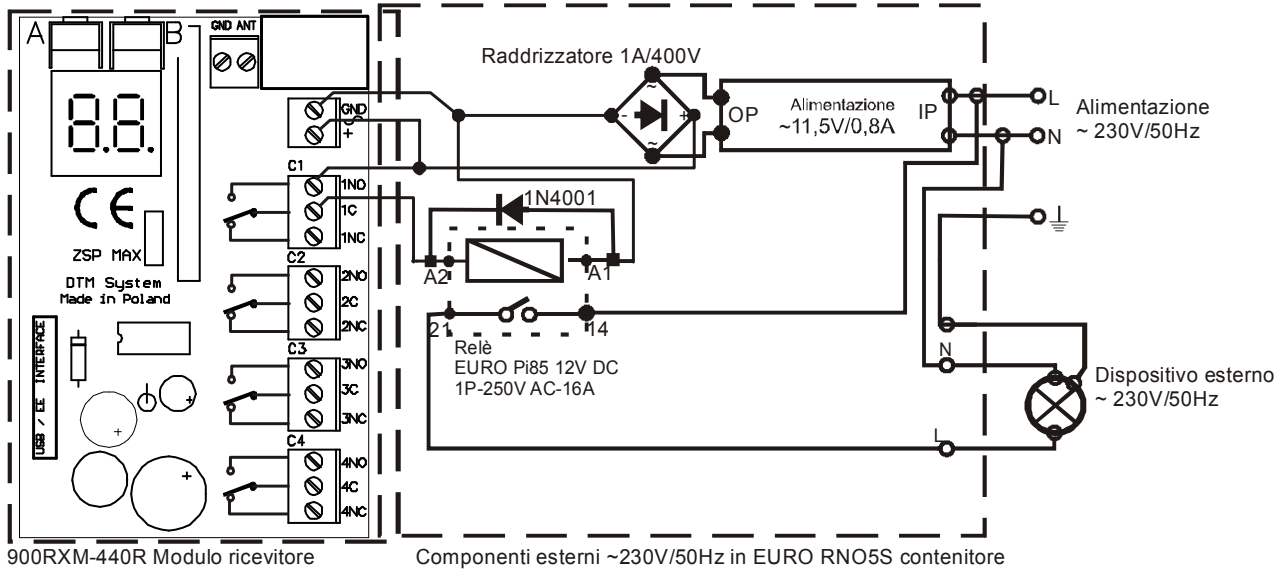 A
B
GND ANT
8.8.
GND
+
C1
1NO
1C
1NC
CE
ZSP MAX
DTM System
Made in Poland
C2
2NO
2C
2NC
USB / EE INTERFACE
C3
3NO
3C
3NC
+
+
+
+
C4
4NO
4C
4NC
900RXM-440R Modulo ricevitore
Raddrizzatore 1A/400V
~
-
+
~
OP
Alimentazione
~11,5V/0,8A
IP
L
N
Alimentazione
~ 230V/50Hz
1N4001
A2
A1
21
14
Relè
EURO Pi85 12V DC
1P-250V AC-16A
N
L
Dispositivo esterno
~ 230V/50Hz
Componenti esterni ~230V/50Hz in EURO RNO5S contenitore